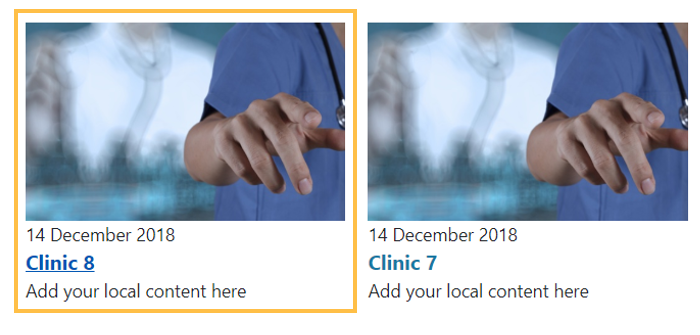 14 December 2018
Clinic 8
Add your local content here
14 December 2018
Clinic 7
Add your local content here